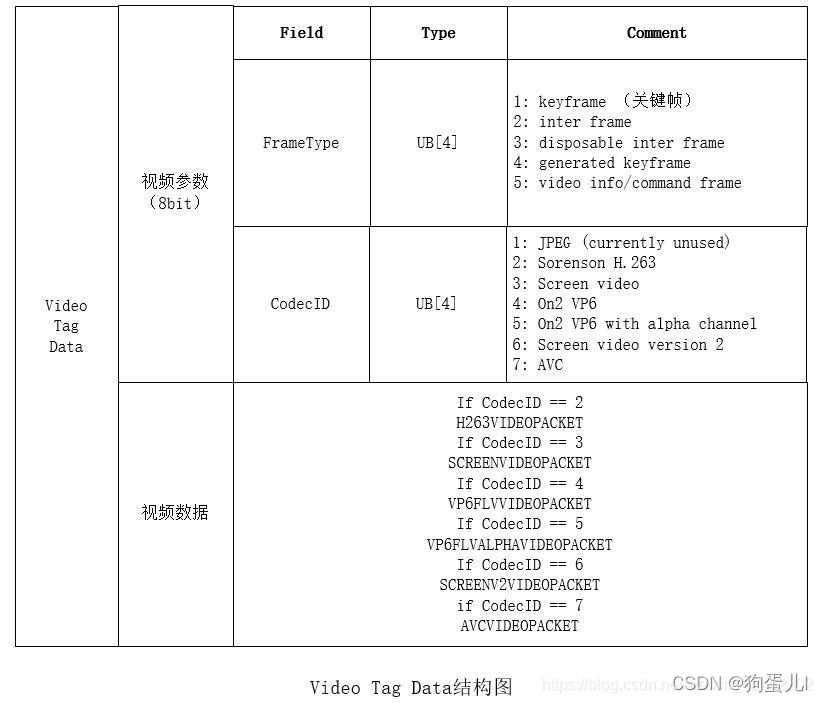 Field
Type
Comment
Video
Tag
Data
视频参数
（8bit）
FrameType
UB[4]
1: keyframe （关键帧）
2: inter frame
3: disposable inter frame
4: generated keyframe
5: video info/command frame
CodecID
UB[4]
1: JPEG (currently unused)
2: Sorenson H.263
3: Screen video
4: On2 VP6
5: On2 VP6 with alpha channel
6: Screen video version 2
7: AVC
视频数据
If CodecID == 2
H263VIDEOPACKET
If CodecID == 3
SCREENVIDEOPACKET
If CodecID == 4
VP6FLVVIDEOPACKET
If CodecID == 5
VP6FLVALPHAVIDEOPACKET
If CodecID == 6
SCREENV2VIDEOPACKET
if CodecID == 7
AVCVIDEOPACKET
Video Tag Data结构图
CSDN @狗蛋儿